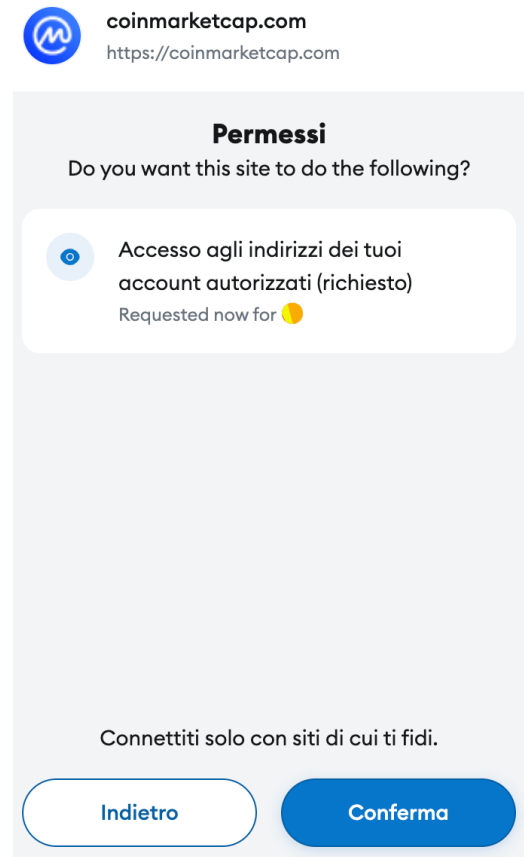 coinmarketcap.com
https://coinmarketcap.com
Permessi
Do you want this site to do the following?
Accesso agli indirizzi dei tuoi
account autorizzati (richiesto)
Requested now for
Connettiti solo con siti di cui ti fidi.
Indietro
Conferma